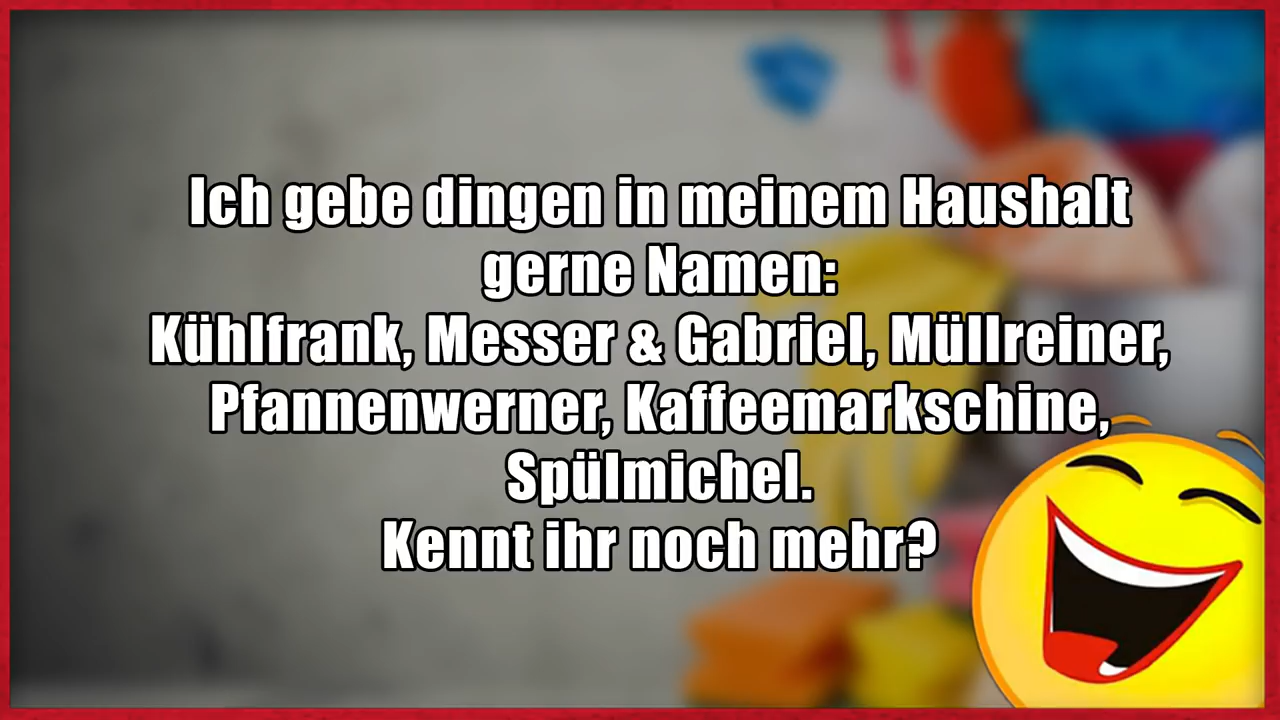 Ich gebe dingen in meinem Haushalt
gerne Namen:
Kühlfrank, Messer & Gabriel, Müllreiner,
Pfannenwerner, Kaffeemarkschine,
Spülmichel.
Kennt ihr noch mehr?